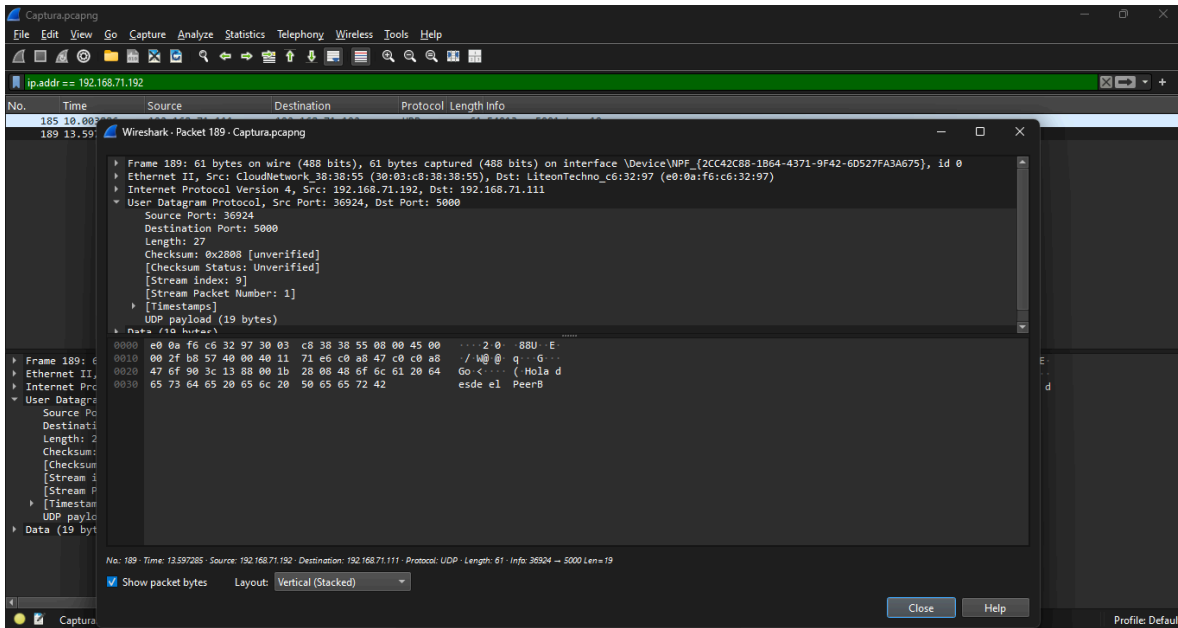 Captura.pcapng
File Edit View Go Capture Analyze Statistics Telephony Wireless Tools Help
ip.addr == 192.168.71.192
No. Time Source Destination Protocol Length Info
185 10.003
189 13.597
Wireshark · Packet 189 · Captura.pcapng
Frame 189: 61 bytes on wire (488 bits), 61 bytes captured (488 bits) on interface \Device\NPF_{2CC42C88-1B64-4371-9F42-6D527FA3A675}, id 0
Ethernet II, Src: CloudNetwork_38:38:55 (30:03:c8:38:38:55), Dst: LiteonTechno_c6:32:97 (e0:0a:f6:c6:32:97)
Internet Protocol Version 4, Src: 192.168.71.192, Dst: 192.168.71.111
User Datagram Protocol, Src Port: 36924, Dst Port: 5000
Source Port: 36924
Destination Port: 5000
Length: 27
Checksum: 0x2808 [unverified]
[Checksum Status: Unverified]
[Stream index: 9]
[Stream Packet Number: 1]
[Timestamps]
UDP payload (19 bytes)
Data (19 bytes)
0000 e0 0a f6 c6 32 97 30 03 c8 38 38 55 08 00 45 00 ····2·0· ·88U··E·
0010 00 2f b8 57 40 00 40 11 71 e6 c0 a8 47 c0 c0 a8 ·/·W@·@· q···G···
0020 47 6f 90 3c 13 88 00 1b 28 08 48 6f 6c 61 20 64 Go·<···· (·Hola d
0030 65 73 64 65 20 65 6c 20 50 65 65 72 42 esde el PeerB
Frame 189: 6
Ethernet II,
Internet Pro
User Datagra
Source Po
Destinati
Length: 2
Checksum:
[Checksum
[Stream i
[Stream P
[Timestam
UDP paylo
Data (19 byt
E·
d
No.: 189 · Time: 13.597285 · Source: 192.168.71.192 · Destination: 192.168.71.111 · Protocol: UDP · Length: 61 · Info: 36924 → 5000 Len=19
Show packet bytes Layout: Vertical (Stacked)
Close Help
Captura Profile: Defaul